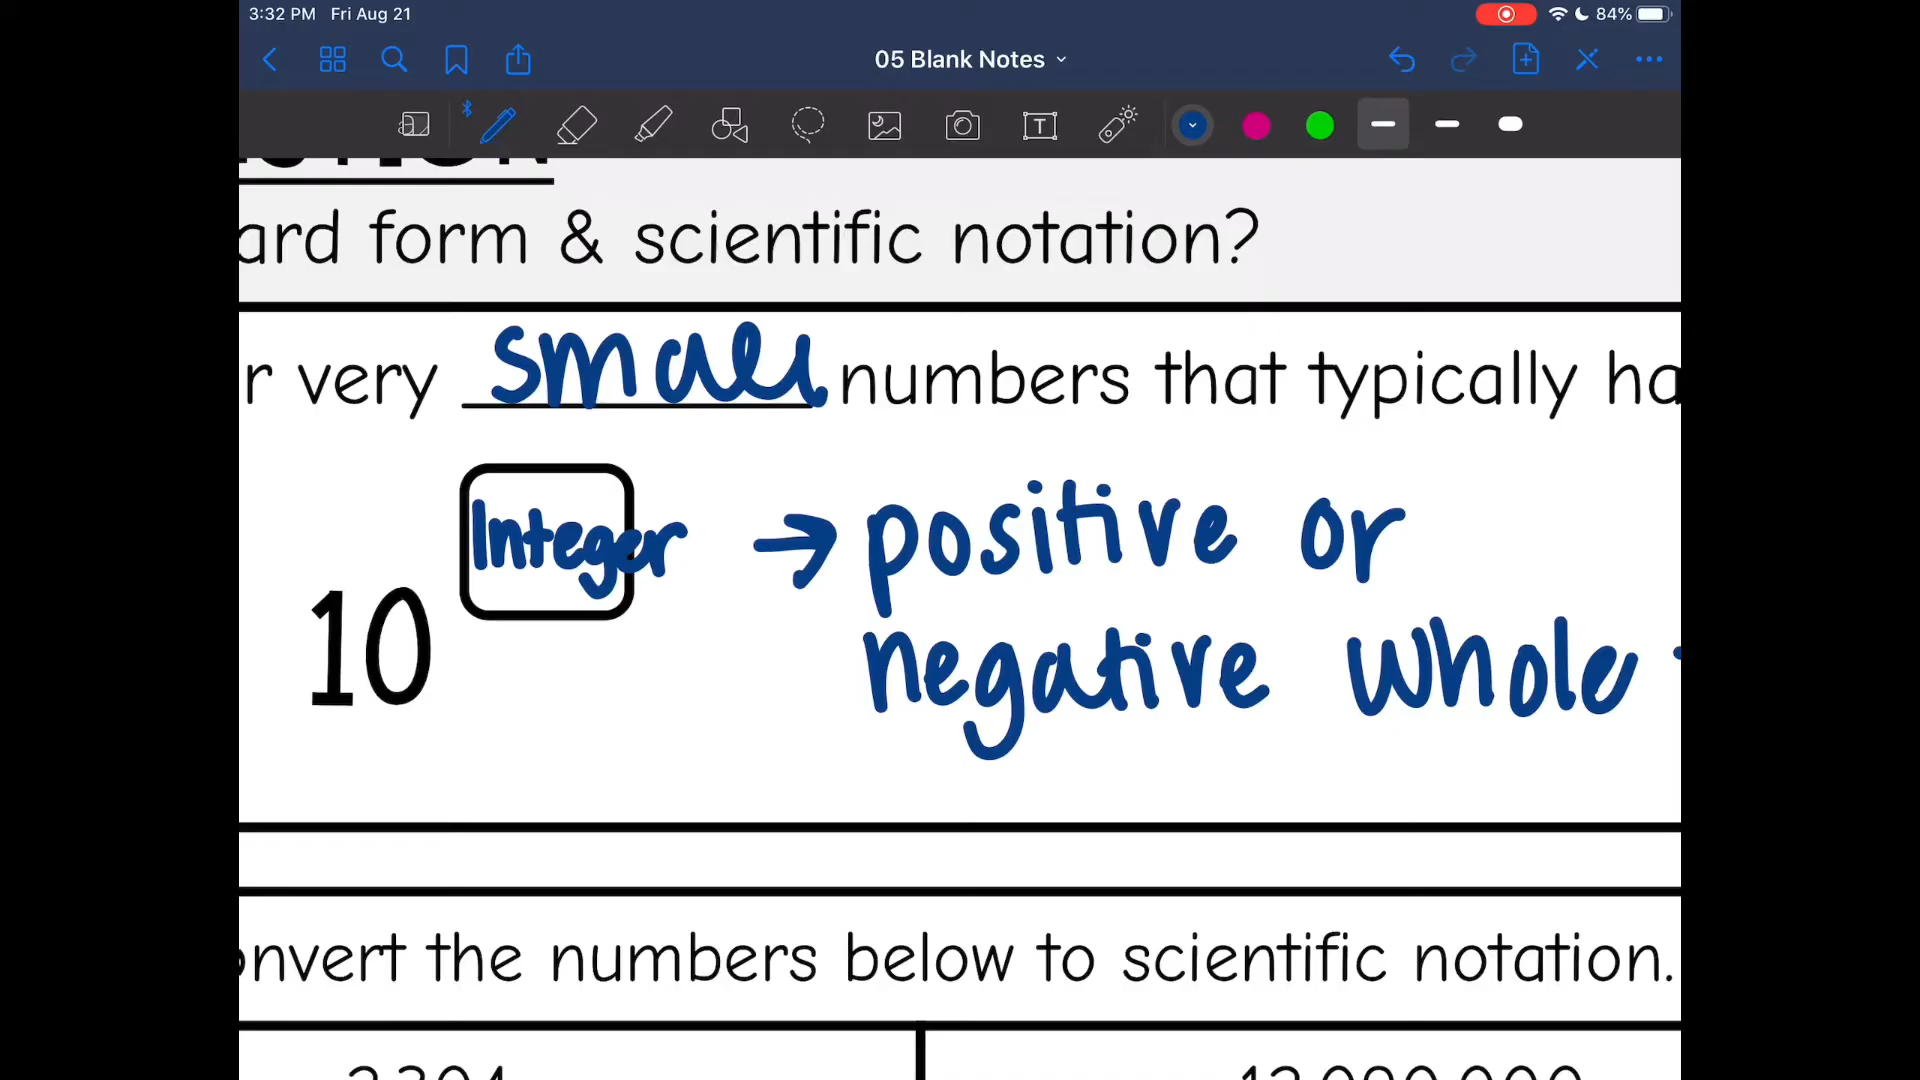 3:32 PM Fri Aug 21
84%
05 Blank Notes
ard form & scientific notation?
r very small numbers that typically ha
Integer → positive or
10
negative whole
onvert the numbers below to scientific notation.